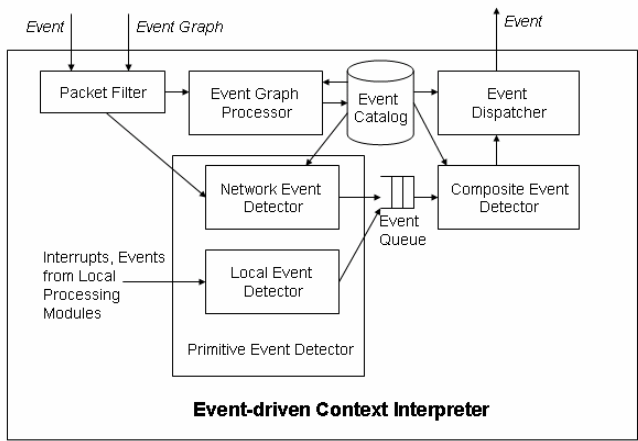 Event
Event Graph
Event
Packet Filter
Event Graph
Processor
Event
Catalog
Event
Dispatcher
Network Event
Detector
Composite Event
Detector
Event
Queue
Interrupts, Events
from Local
Processing
Modules
Local Event
Detector
Primitive Event Detector
Event-driven Context Interpreter